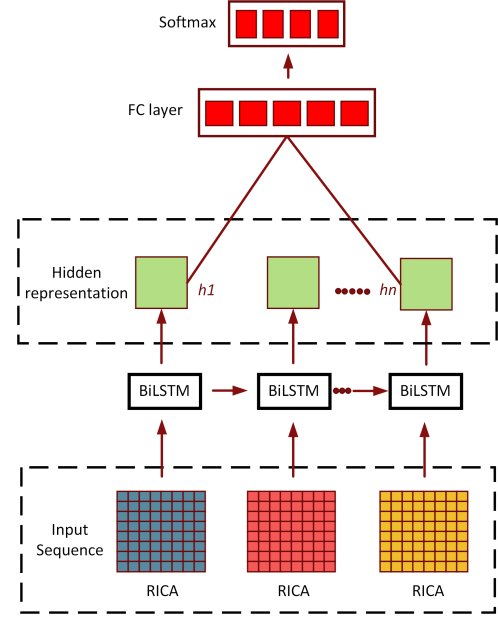 Softmax
FC layer
Hidden
representation
h1
hn
BiLSTM
BiLSTM
BiLSTM
Input
Sequence
RICA
RICA
RICA